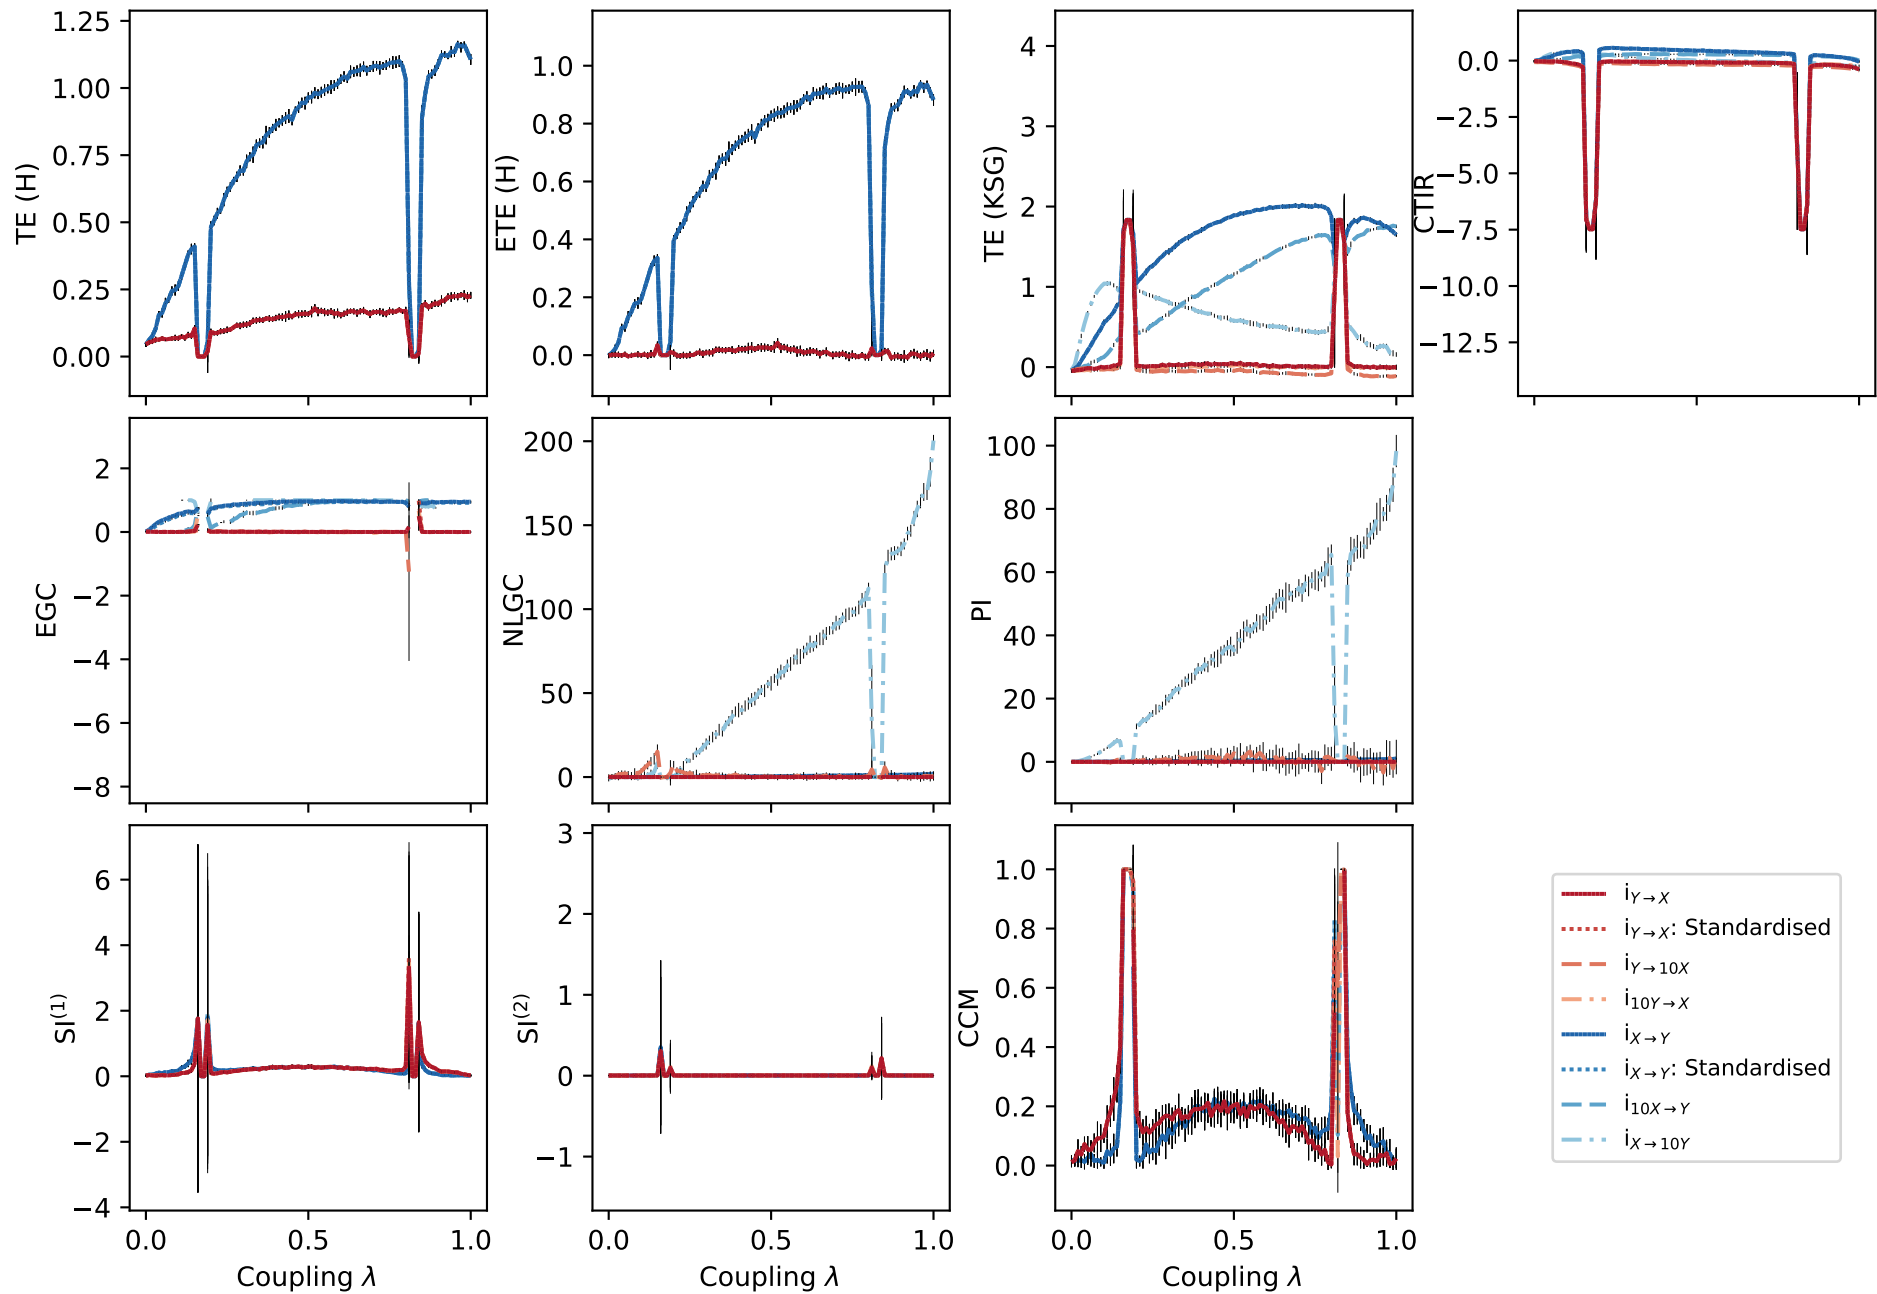 1.25
1.00
0.75
0.50
0.25
0.00
TE (H)
1.0
0.8
0.6
0.4
0.2
0.0
ETE (H)
4
3
2
1
0
TE (KSG)
0.0
−2.5
−5.0
−7.5
−10.0
−12.5
CTIR
2
0
−2
−4
−6
−8
EGC
200
150
100
50
0
NLGC
100
80
60
40
20
0
PI
6
4
2
0
−2
−4
SI(1)
0.0 0.5 1.0
Coupling λ
3
2
1
0
−1
SI(2)
0.0 0.5 1.0
Coupling λ
1.0
0.8
0.6
0.4
0.2
0.0
CCM
0.0 0.5 1.0
Coupling λ
iY→X
iY→X: Standardised
iY→10X
i10Y→X
iX→Y
iX→Y: Standardised
i10X→Y
iX→10Y